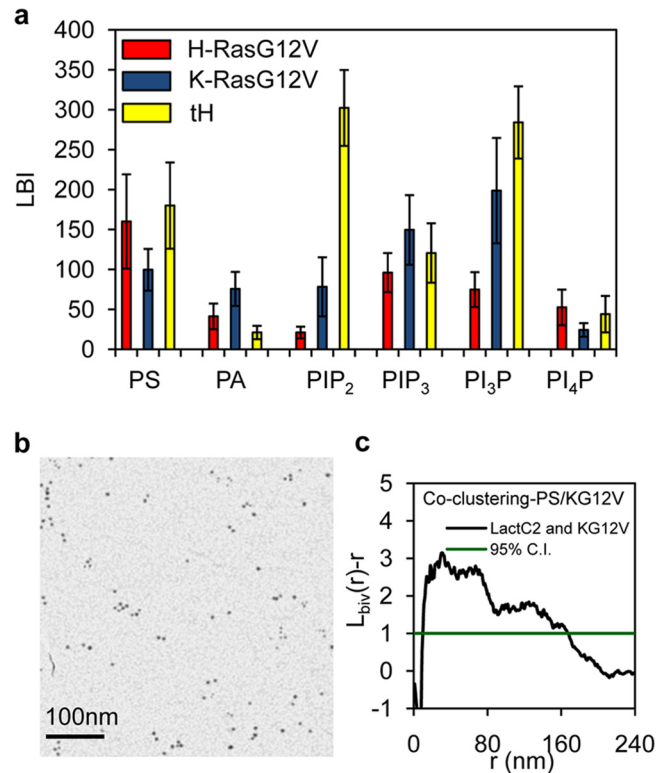 a
400
350
300
250
200
150
100
50
0
LBI
H-RasG12V
K-RasG12V
tH
PS PA PIP₂ PIP₃ PI₃P PI₄P
b
100nm
c
5
4
3
2
1
0
-1
L_biv(r)-r
Co-clustering-PS/KG12V
LactC2 and KG12V
95% C.I.
0 80 160 240
r (nm)